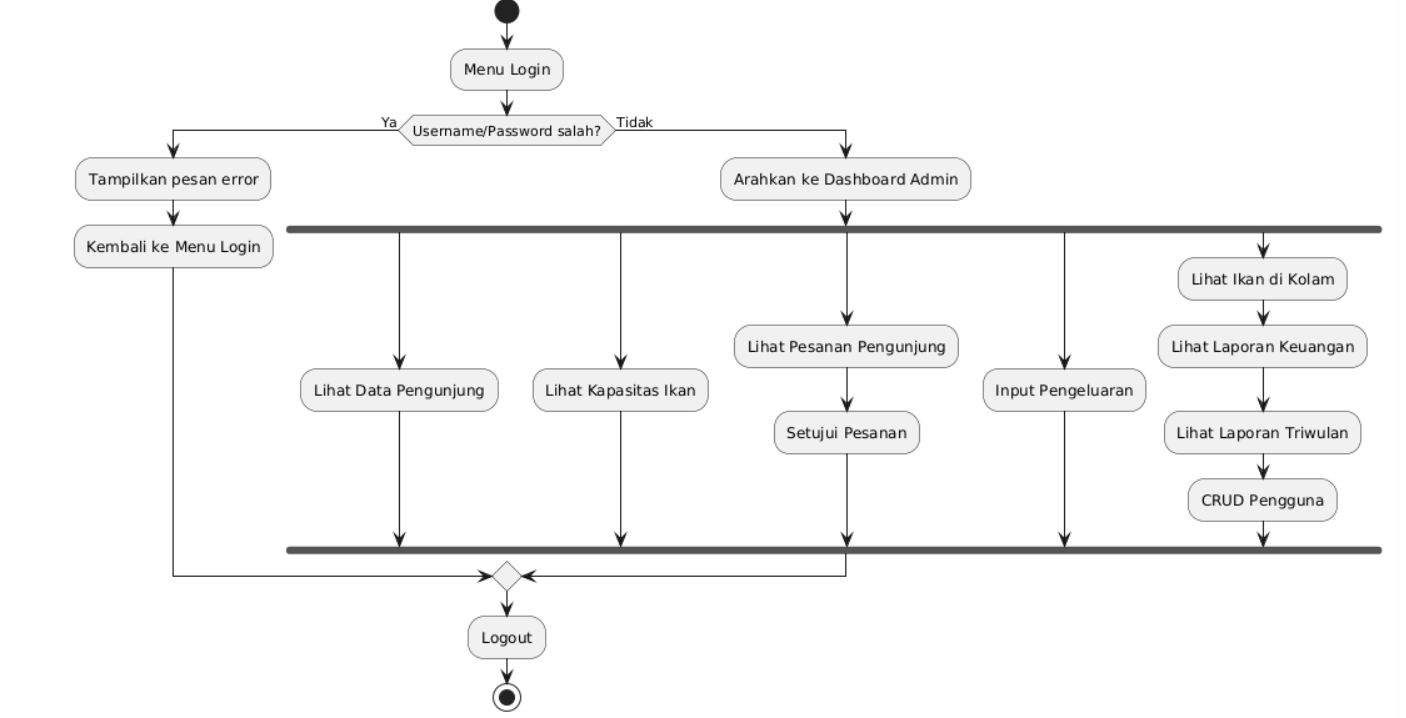 Menu Login
Ya
Username/Password salah?
Tidak
Tampilkan pesan error
Arahkan ke Dashboard Admin
Kembali ke Menu Login
Lihat Ikan di Kolam
Lihat Pesanan Pengunjung
Lihat Laporan Keuangan
Lihat Data Pengunjung
Lihat Kapasitas Ikan
Input Pengeluaran
Setujui Pesanan
Lihat Laporan Triwulan
CRUD Pengguna
Logout